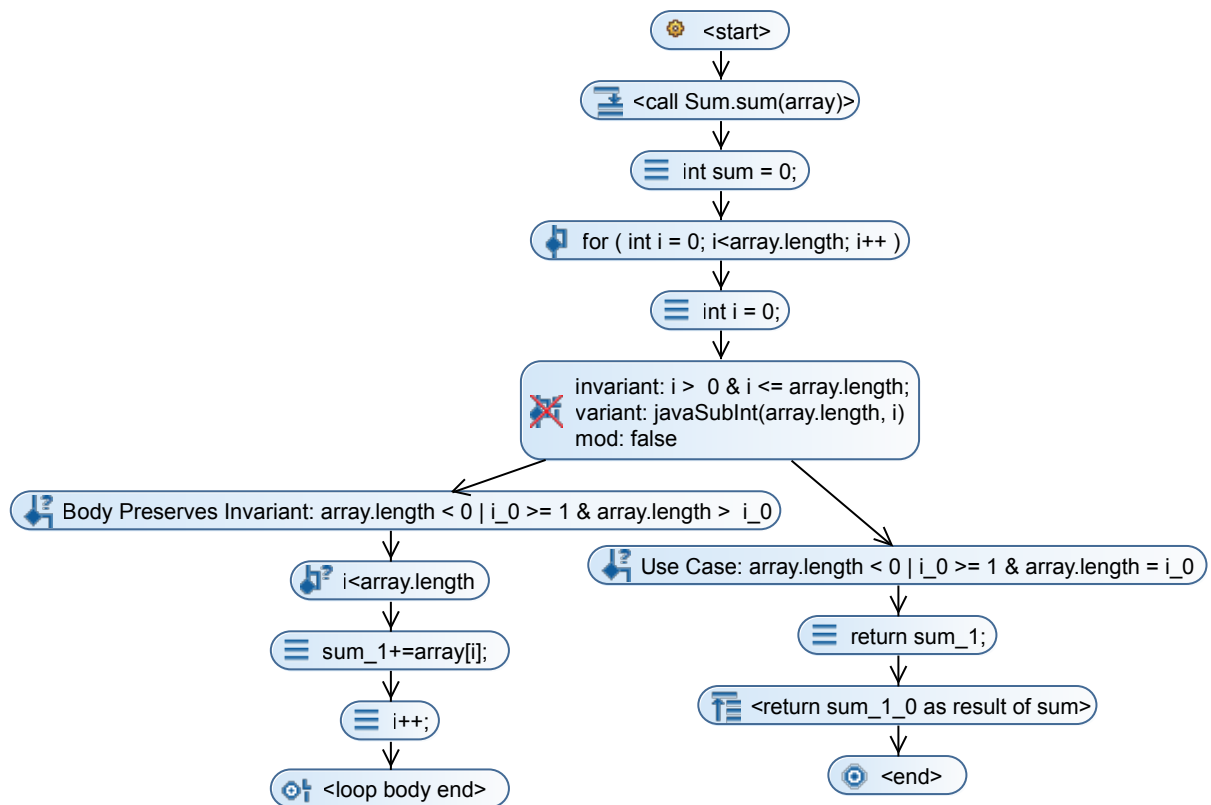 <start>
<call Sum.sum(array)>
int sum = 0;
for ( int i = 0; i<array.length; i++ )
int i = 0;
invariant: i > 0 & i <= array.length;
variant: javaSubInt(array.length, i)
mod: false
Body Preserves Invariant: array.length < 0 | i_0 >= 1 & array.length > i_0
i<array.length
sum_1+=array[i];
i++;
<loop body end>
Use Case: array.length < 0 | i_0 >= 1 & array.length = i_0
return sum_1;
<return sum_1_0 as result of sum>
<end>